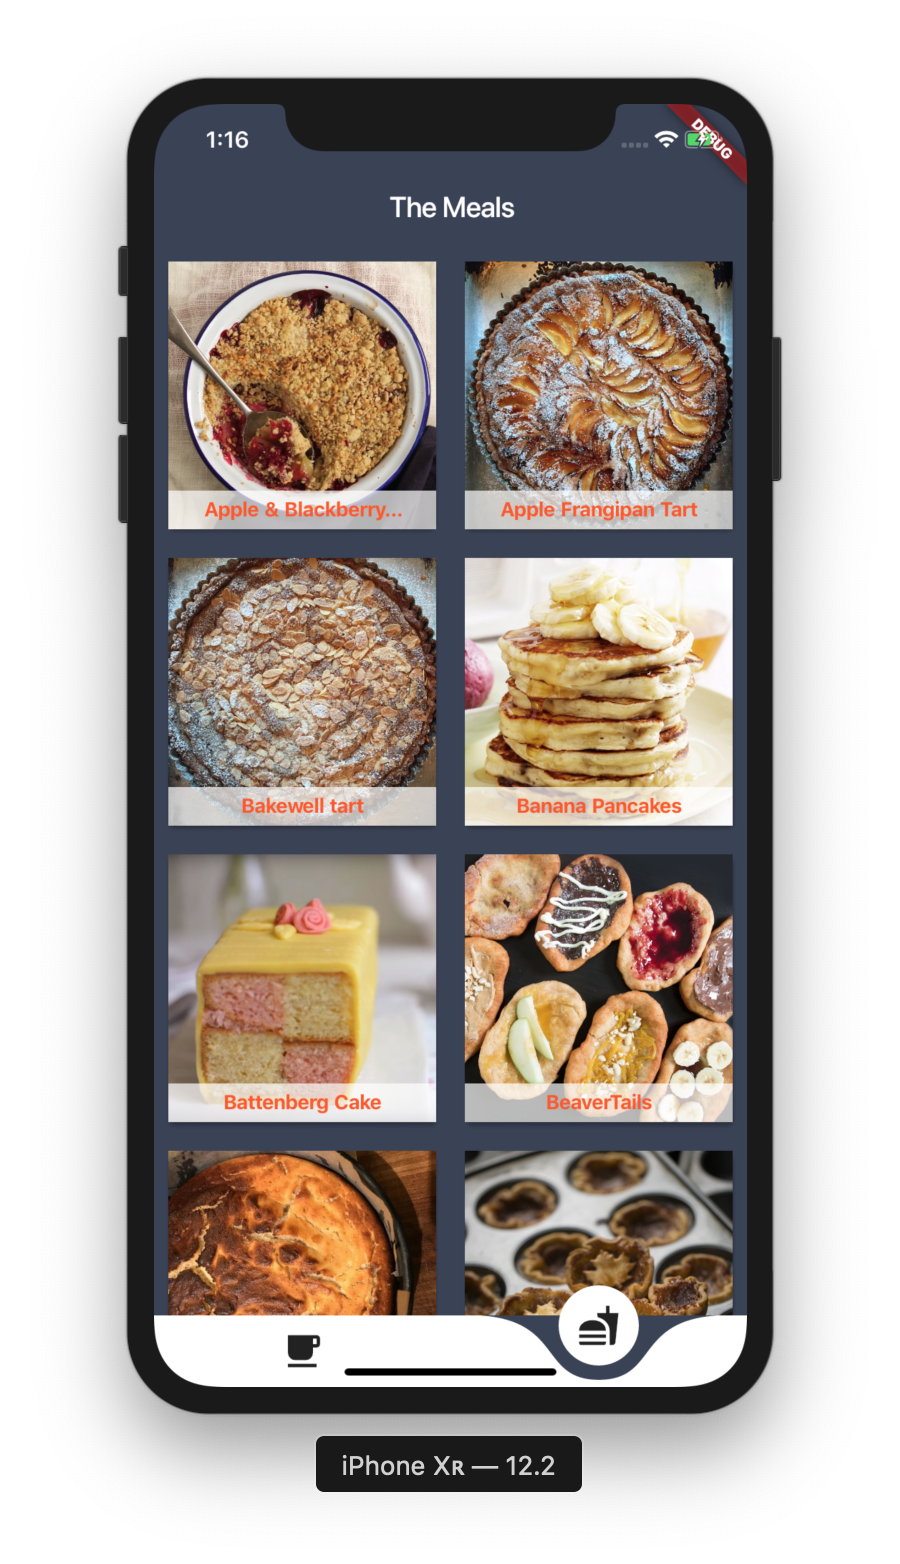 1:16
DEBUG
The Meals
Apple & Blackberry...
Apple Frangipan Tart
Bakewell tart
Banana Pancakes
Battenberg Cake
BeaverTails
iPhone Xʀ — 12.2